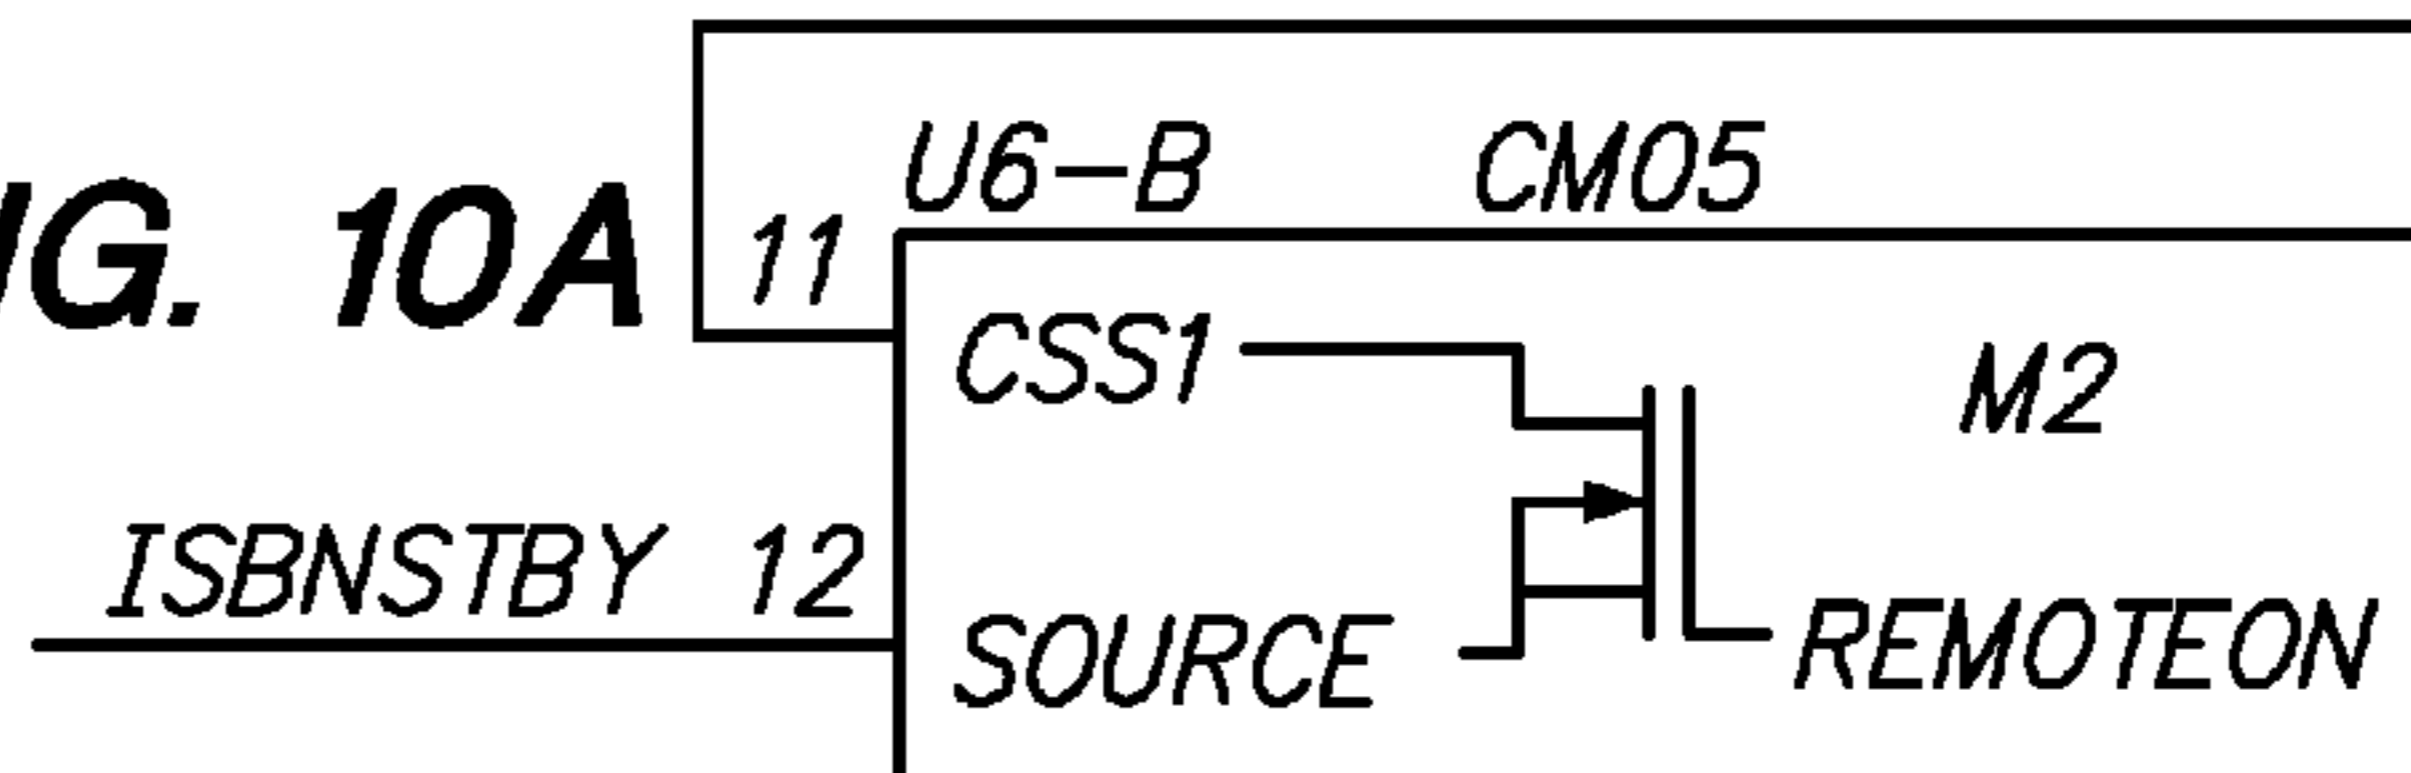 U6-B CM05
IG. 10A
11
CSS1
M2
ISBNSTBY 12
SOURCE
REMOTEON